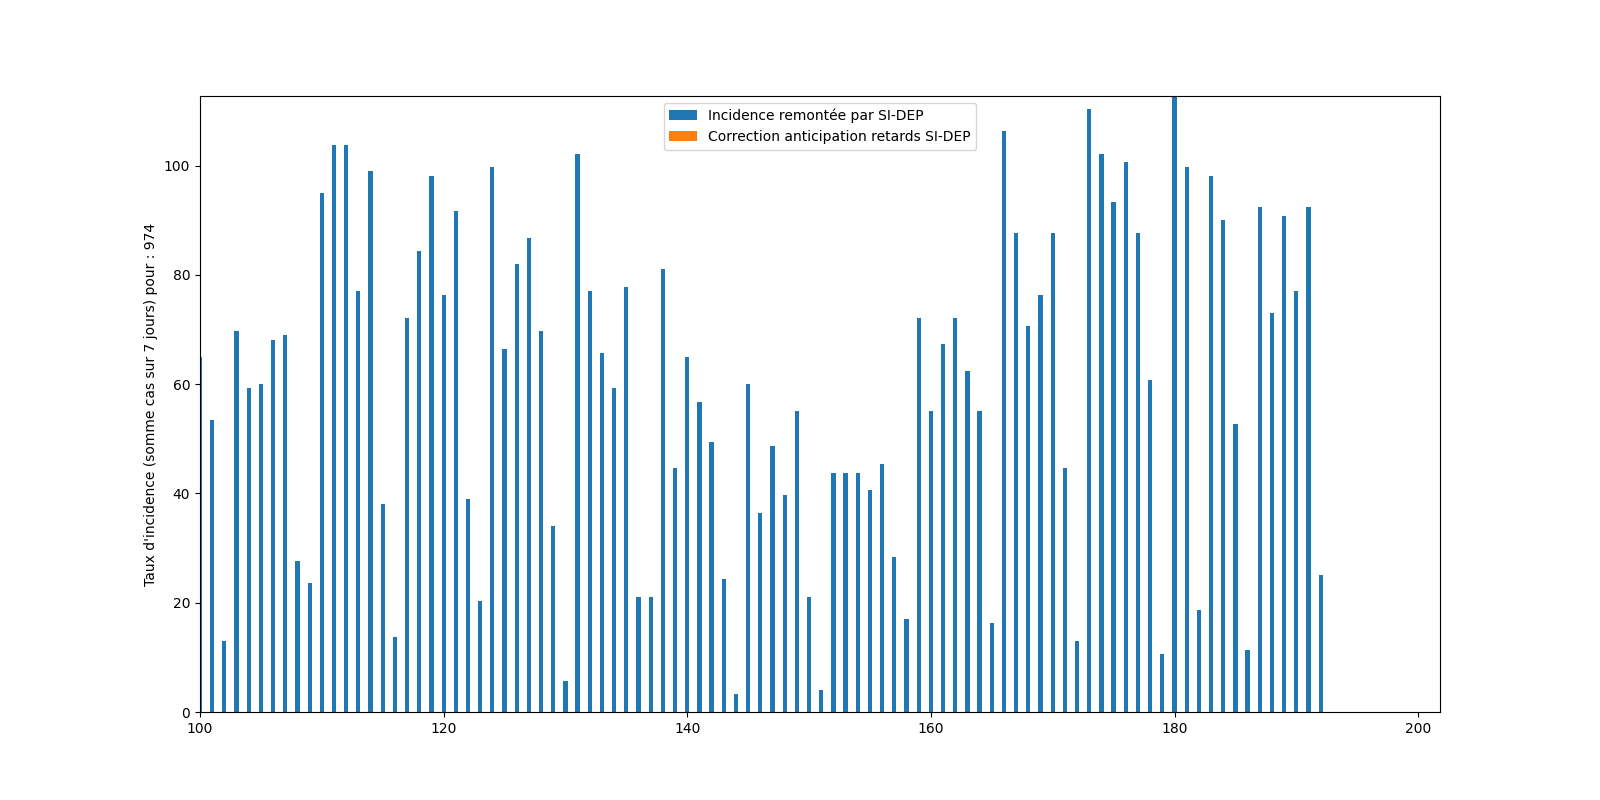 Incidence remontée par SI-DEP
Correction anticipation retards SI-DEP
Taux d'incidence (somme cas sur 7 jours) pour : 974
100
80
60
40
20
0
100 120 140 160 180 200